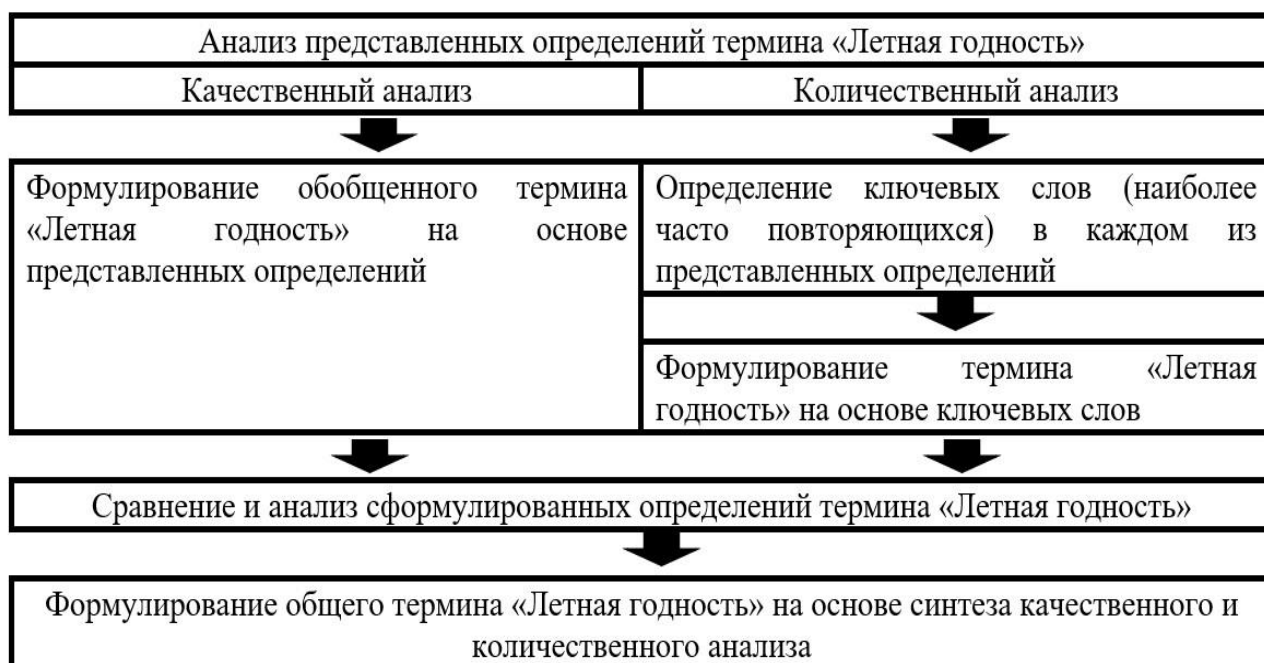 Анализ представленных определений термина «Летная годность»
Качественный анализ
Количественный анализ
Формулирование обобщенного термина
«Летная годность» на основе
представленных определений
Определение ключевых слов (наиболее
часто повторяющихся) в каждом из
представленных определений
Формулирование термина «Летная
годность» на основе ключевых слов
Сравнение и анализ сформулированных определений термина «Летная годность»
Формулирование общего термина «Летная годность» на основе синтеза качественного и
количественного анализа